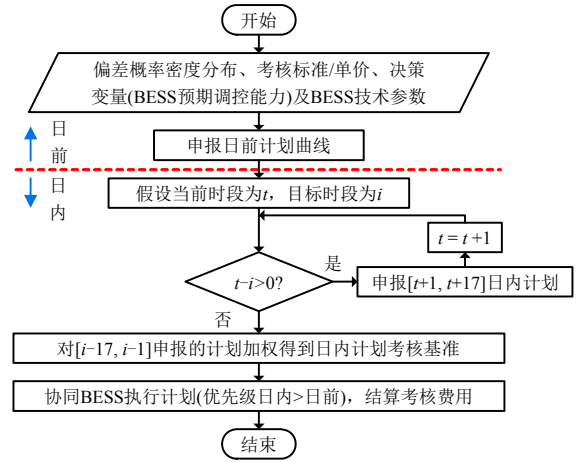 开始
偏差概率密度分布、考核标准/单价、决策
变量(BESS预期调控能力)及BESS技术参数
日
前
申报日前计划曲线
日
内
假设当前时段为t，目标时段为i
t = t +1
t−i>0?
是
申报[t+1, t+17]日内计划
否
对[i−17, i−1]申报的计划加权得到日内计划考核基准
协同BESS执行计划(优先级日内>日前)，结算考核费用
结束